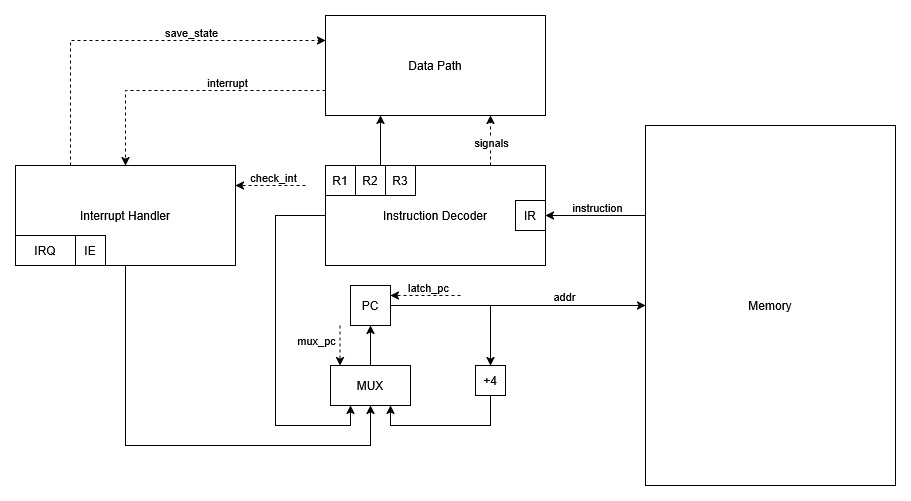 save_state
Data Path
interrupt
signals
check_int
R1
R2
R3
Interrupt Handler
Instruction Decoder
IR
instruction
IRQ
IE
PC
latch_pc
addr
Memory
mux_pc
MUX
+4